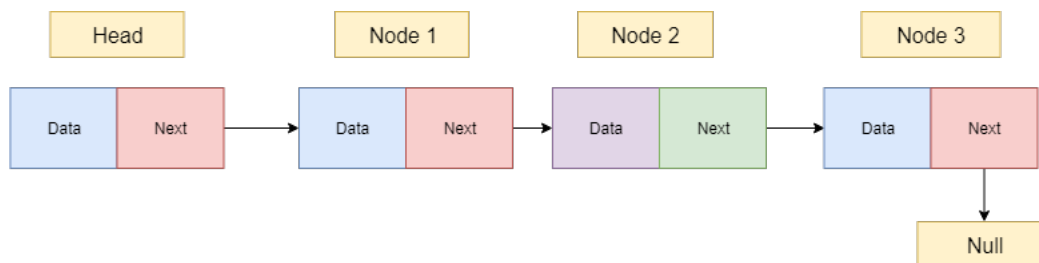 Head
Node 1
Node 2
Node 3
Data
Next
Data
Next
Data
Next
Data
Next
Null